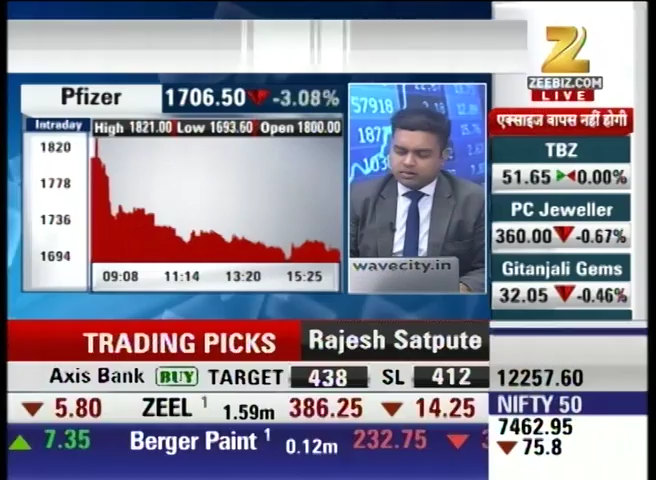 Pfizer 1706.50 -3.08%
Intraday High 1821.00 Low 1693.60 Open 1800.00
1820
1778
1736
1694
09:08 11:14 13:20 15:25
57918
187
wavecity.in
Z
ZEEBIZ.COM
LIVE
एक्साइज वापस नहीं होगी
TBZ
51.65 0.00%
PC Jeweller
360.00 -0.67%
Gitanjali Gems
32.05 -0.46%
TRADING PICKS Rajesh Satpute
Axis Bank BUY TARGET 438 SL 412
5.80 ZEEL 1 1.59m 386.25 14.25
7.35 Berger Paint 1 0.12m 232.75
12257.60
NIFTY 50
7462.95
75.8